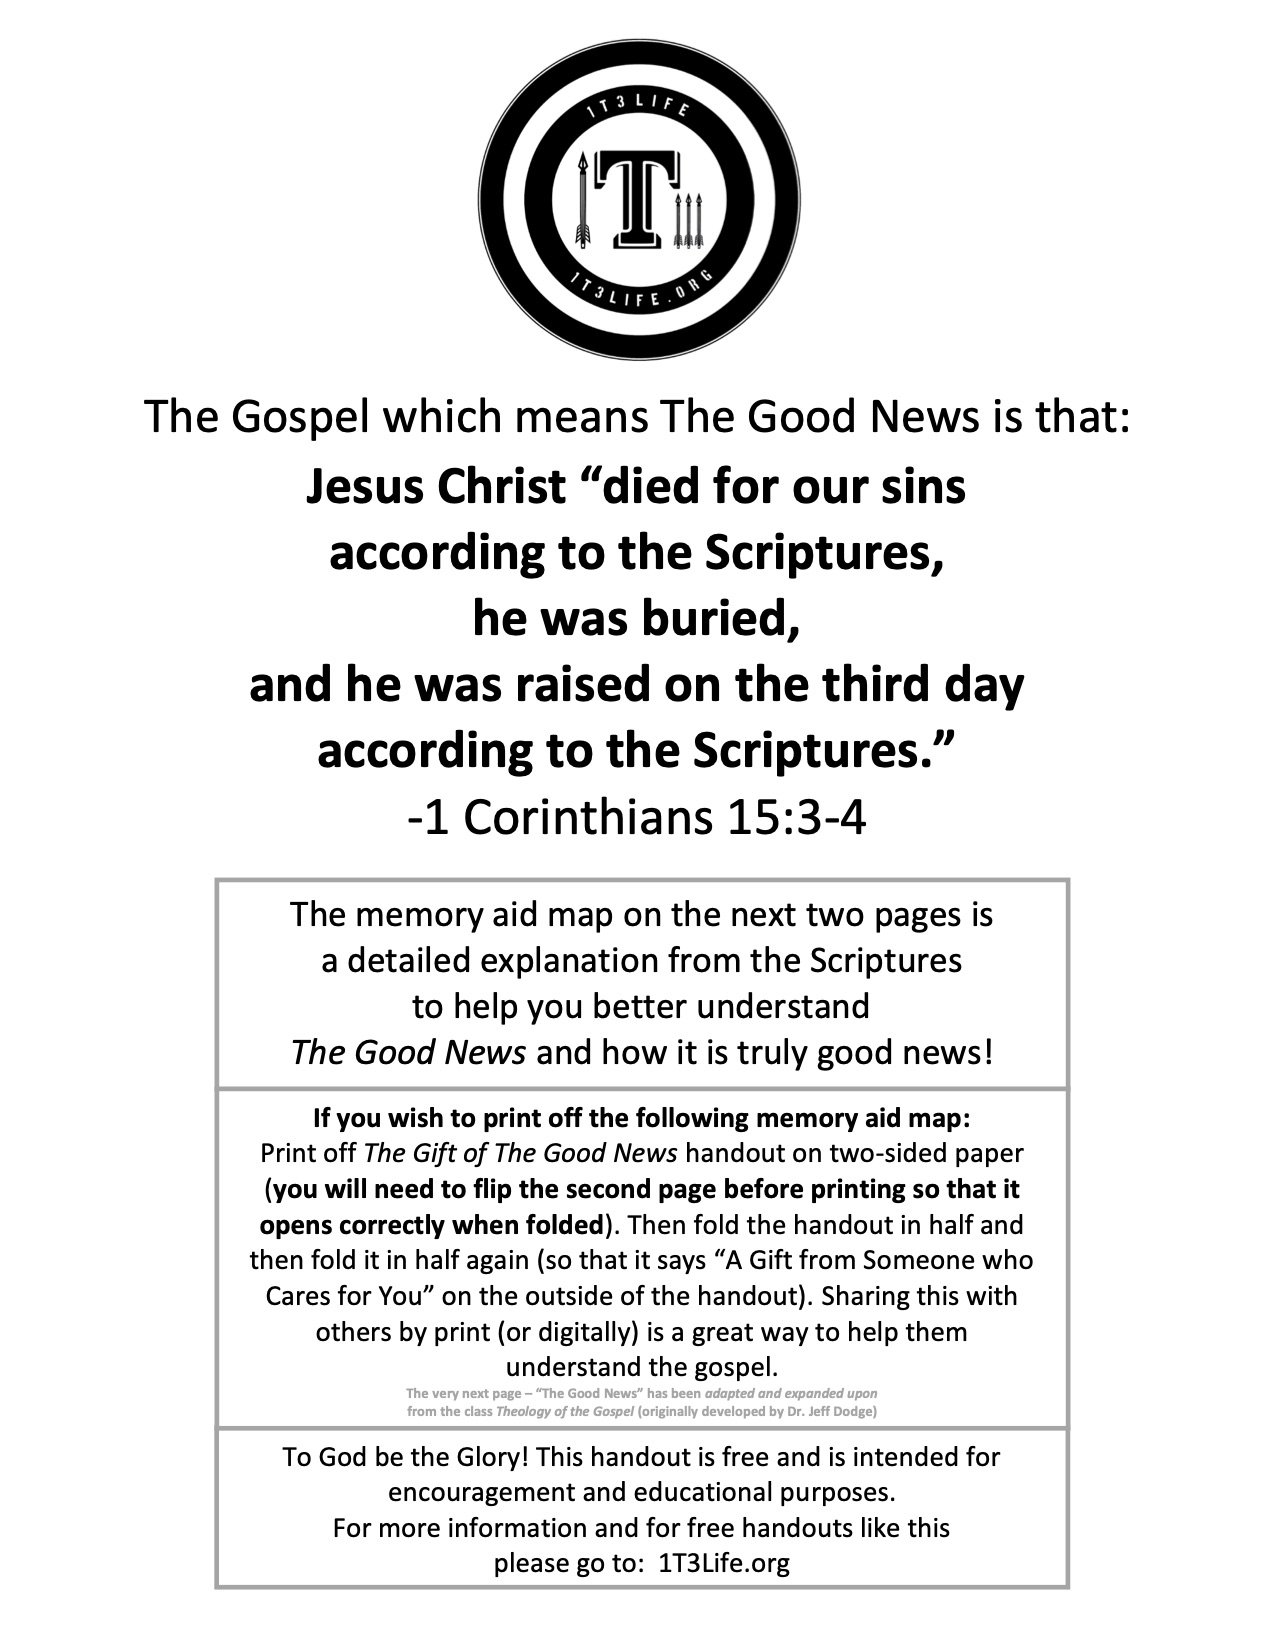 1T3LIFE
T
1T3LIFE.ORG
The Gospel which means The Good News is that:
Jesus Christ “died for our sins
according to the Scriptures,
he was buried,
and he was raised on the third day
according to the Scriptures.”
-1 Corinthians 15:3-4
The memory aid map on the next two pages is
a detailed explanation from the Scriptures
to help you better understand
The Good News and how it is truly good news!
If you wish to print off the following memory aid map:
Print off The Gift of The Good News handout on two-sided paper
(you will need to flip the second page before printing so that it
opens correctly when folded). Then fold the handout in half and
then fold it in half again (so that it says “A Gift from Someone who
Cares for You” on the outside of the handout). Sharing this with
others by print (or digitally) is a great way to help them
understand the gospel.
The very next page – “The Good News” has been adapted and expanded upon
from the class Theology of the Gospel (originally developed by Dr. Jeff Dodge)
To God be the Glory! This handout is free and is intended for
encouragement and educational purposes.
For more information and for free handouts like this
please go to:  1T3Life.org